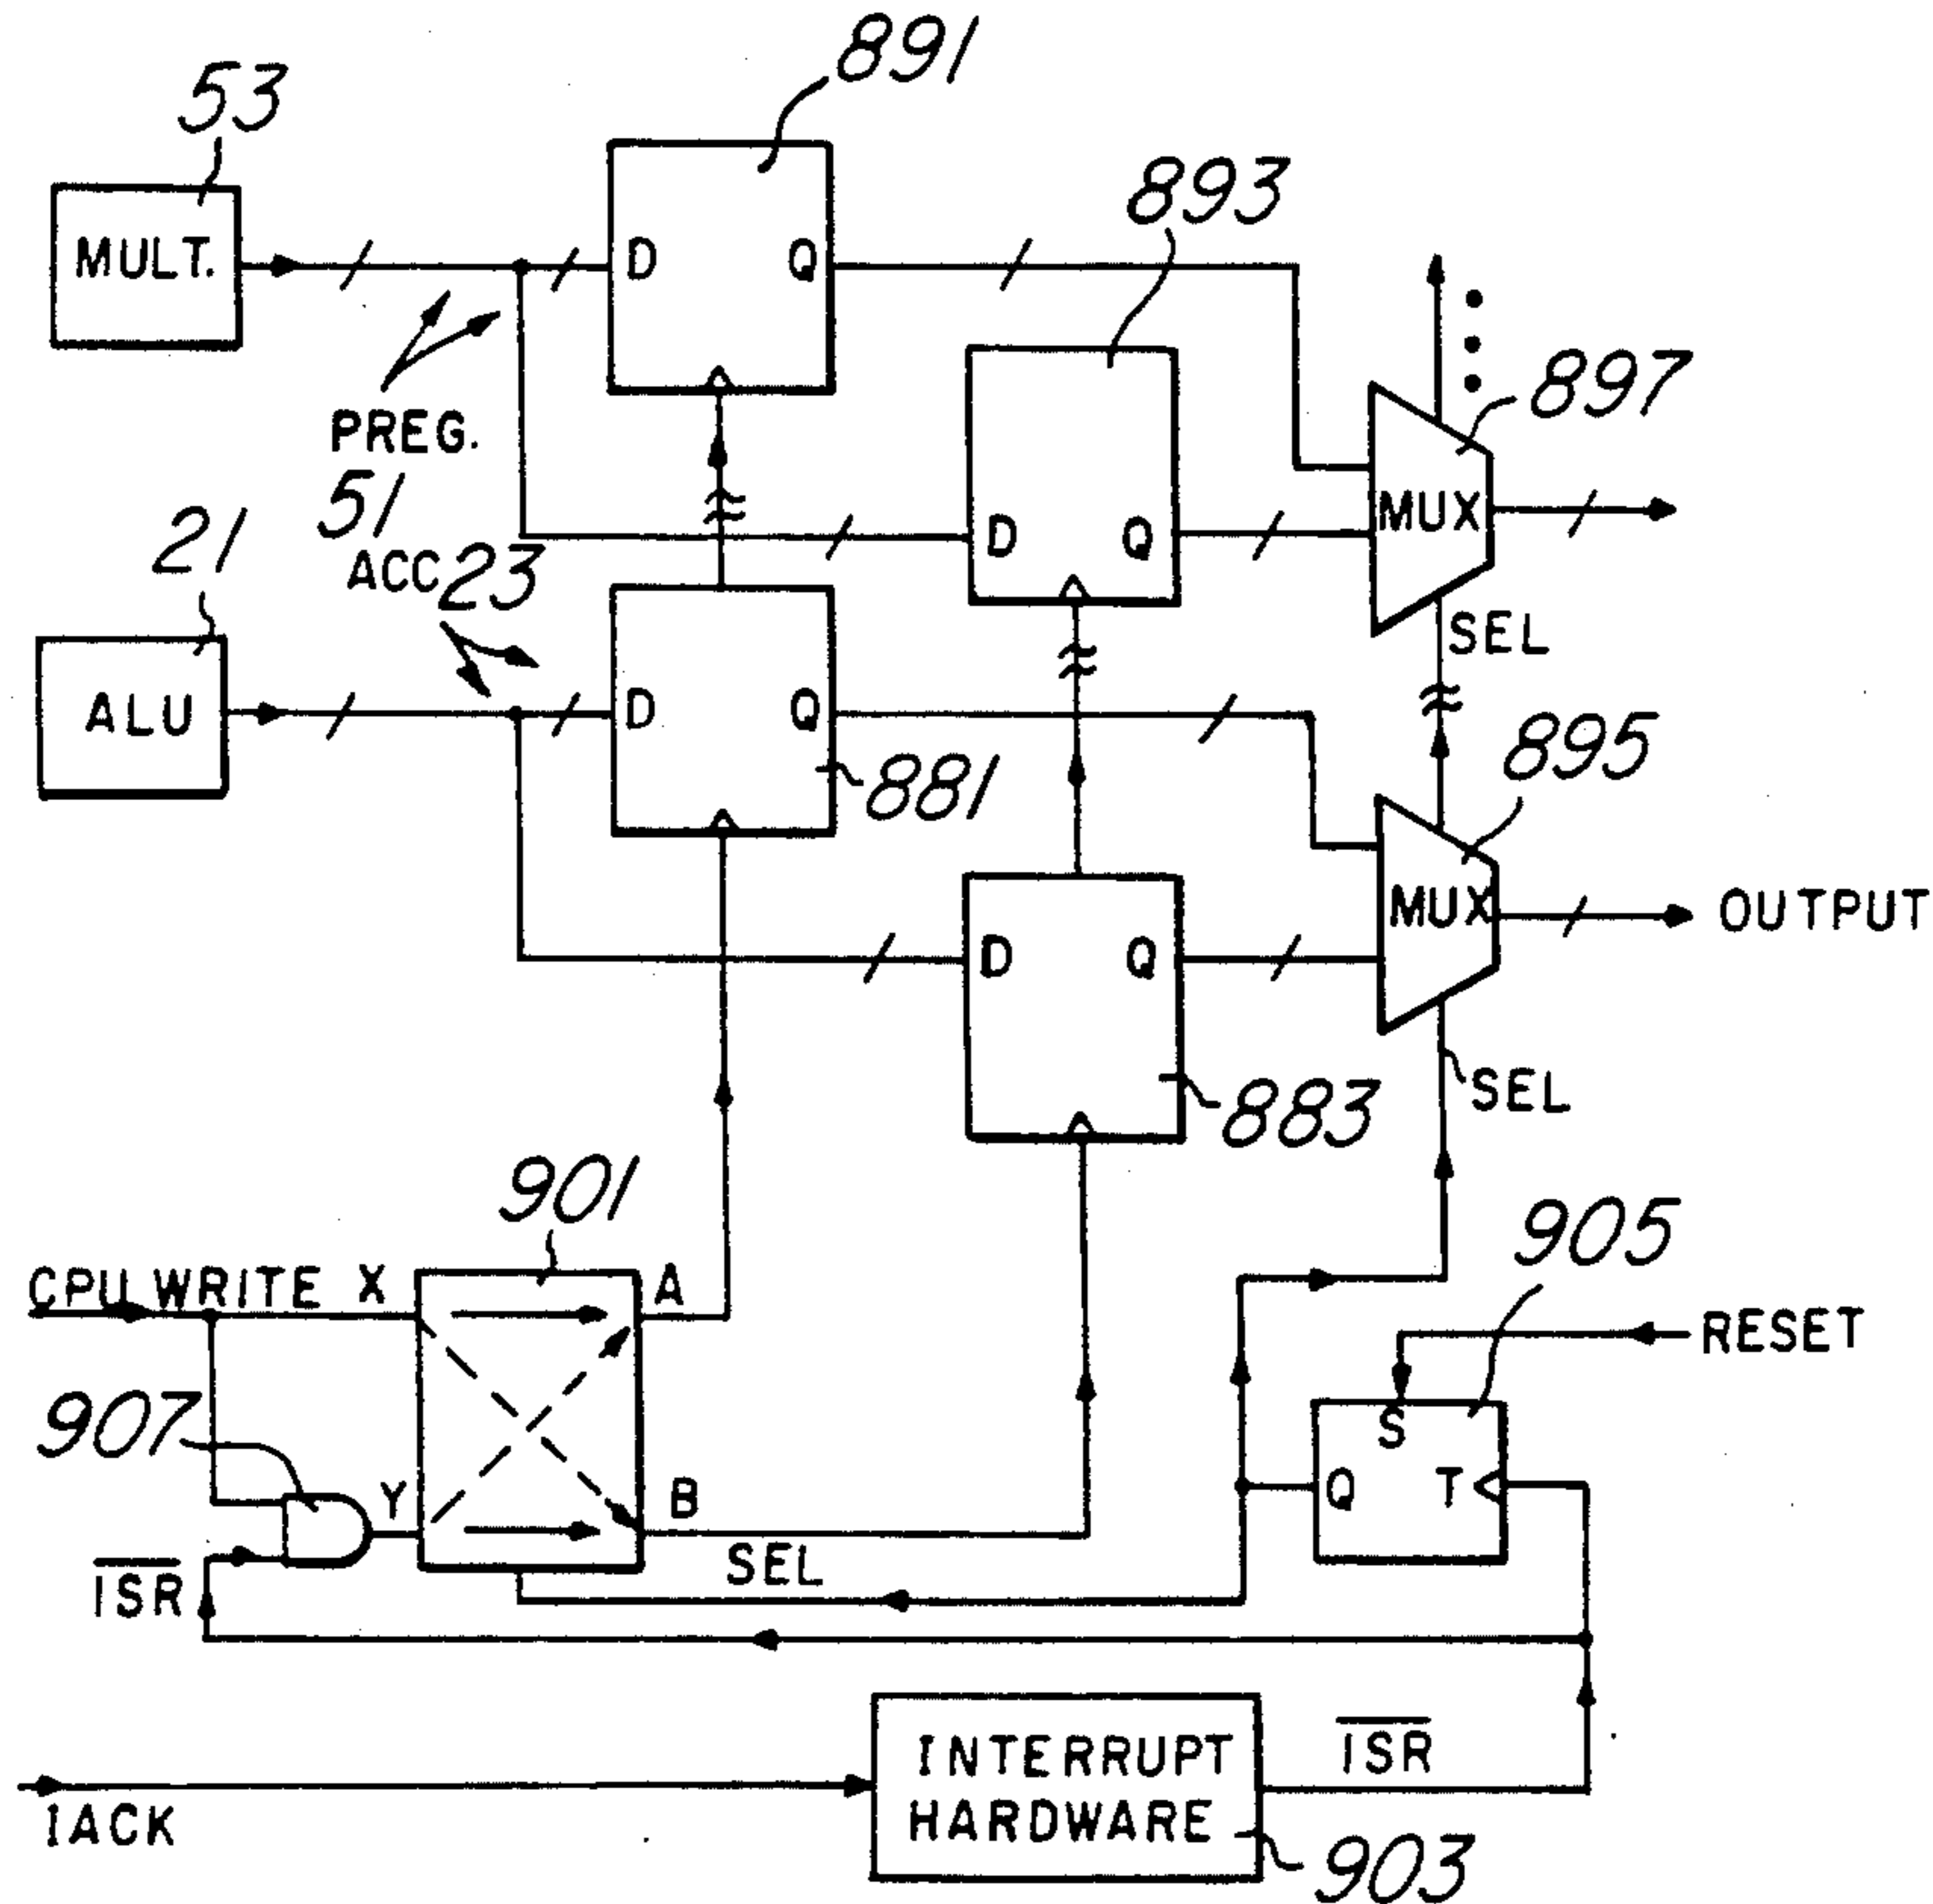 891
53
893
MULT.
D
Q
897
PREG.
51
D
Q
MUX
21
ACC 23
SEL
ALU
D
Q
895
881
MUX
OUTPUT
D
Q
SEL
883
901
905
CPU WRITE X
A
RESET
907
S
Y
B
Q
T
SEL
ISR
INTERRUPT
HARDWARE
ISR
IACK
903